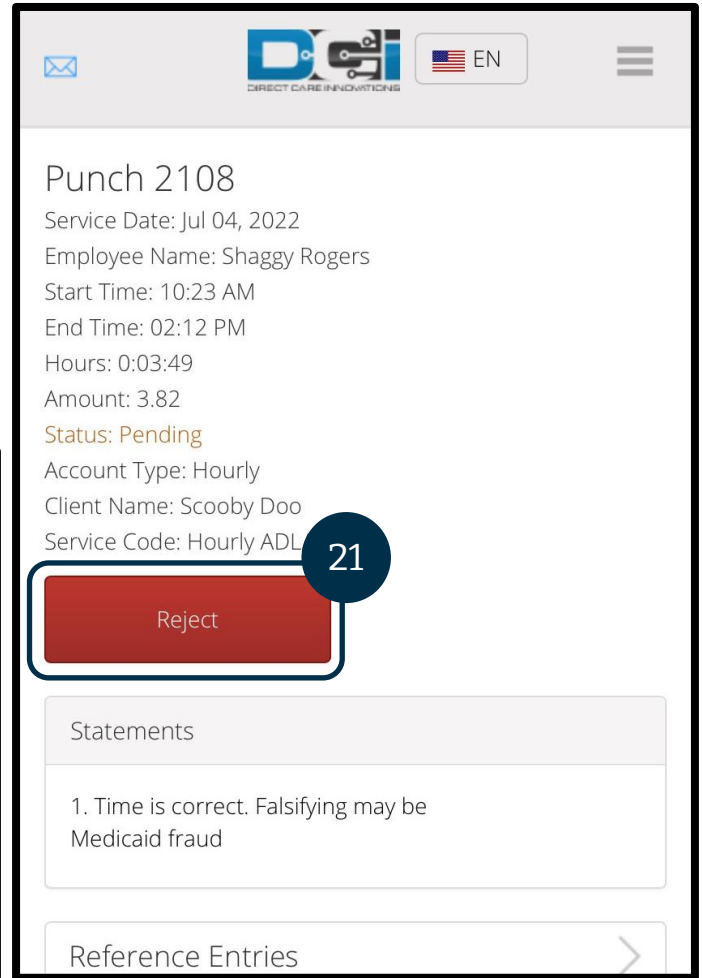 DCI
DIRECT CARE INNOVATIONS
EN
Punch 2108
Service Date: Jul 04, 2022
Employee Name: Shaggy Rogers
Start Time: 10:23 AM
End Time: 02:12 PM
Hours: 0:03:49
Amount: 3.82
Status: Pending
Account Type: Hourly
Client Name: Scooby Doo
Service Code: Hourly ADL
21
Reject
Statements
1. Time is correct. Falsifying may be
Medicaid fraud
Reference Entries